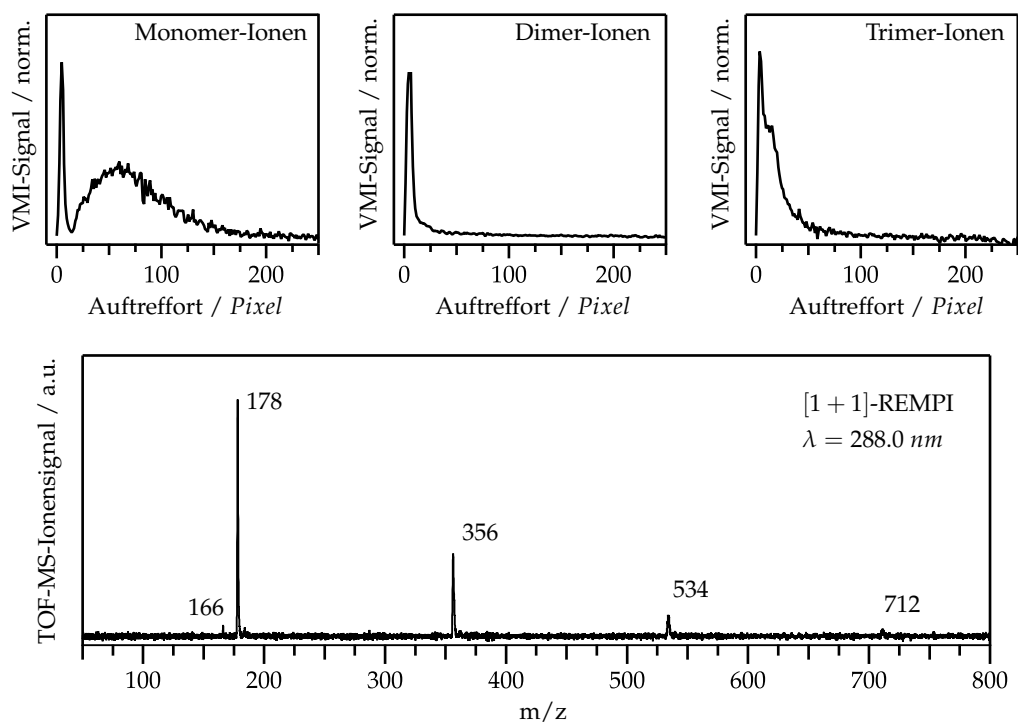 Monomer-Ionen
VMI-Signal / norm.
0 100 200
Auftreffort / Pixel
Dimer-Ionen
VMI-Signal / norm.
0 100 200
Auftreffort / Pixel
Trimer-Ionen
VMI-Signal / norm.
0 100 200
Auftreffort / Pixel
TOF-MS-Ionensignal / a.u.
[1 + 1]-REMPI
λ = 288.0 nm
166
178
356
534
712
100 200 300 400 500 600 700 800
m/z